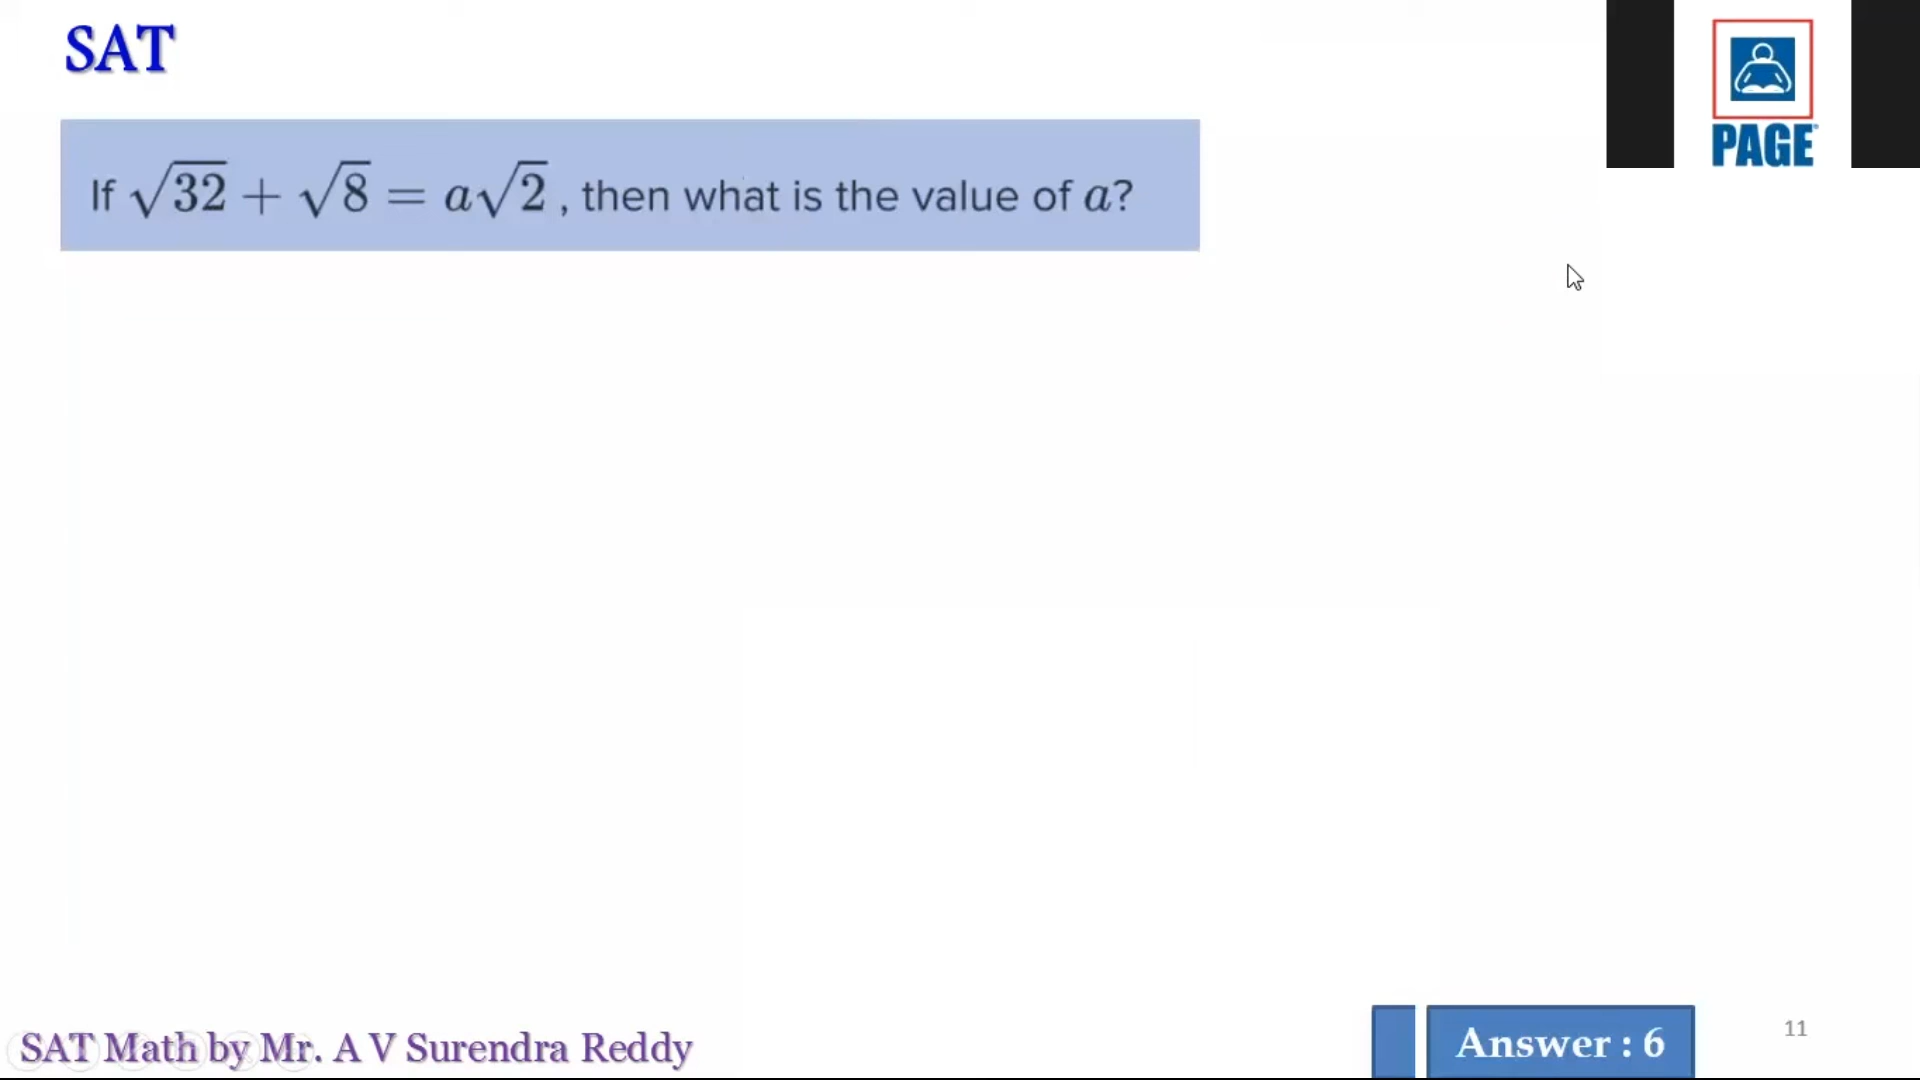 SAT
PAGE
If √32 + √8 = a√2 , then what is the value of a?
SAT Math by Mr. A V Surendra Reddy
Answer : 6
11